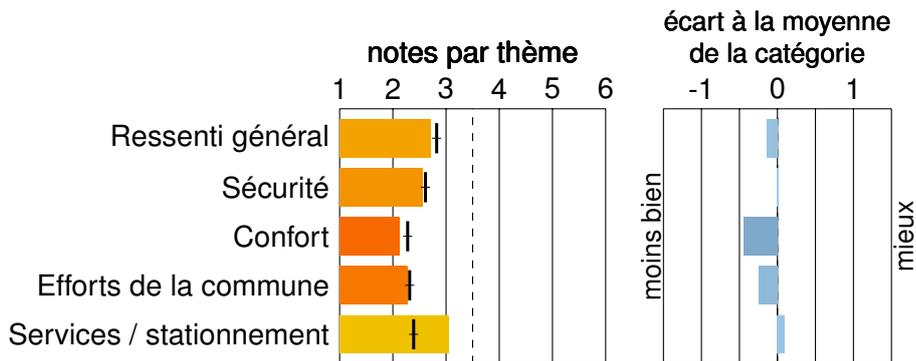 notes par thème
1 2 3 4 5 6
écart à la moyenne
de la catégorie
-1 0 1
Ressenti général
Sécurité
Confort
Efforts de la commune
Services / stationnement
moins bien
mieux